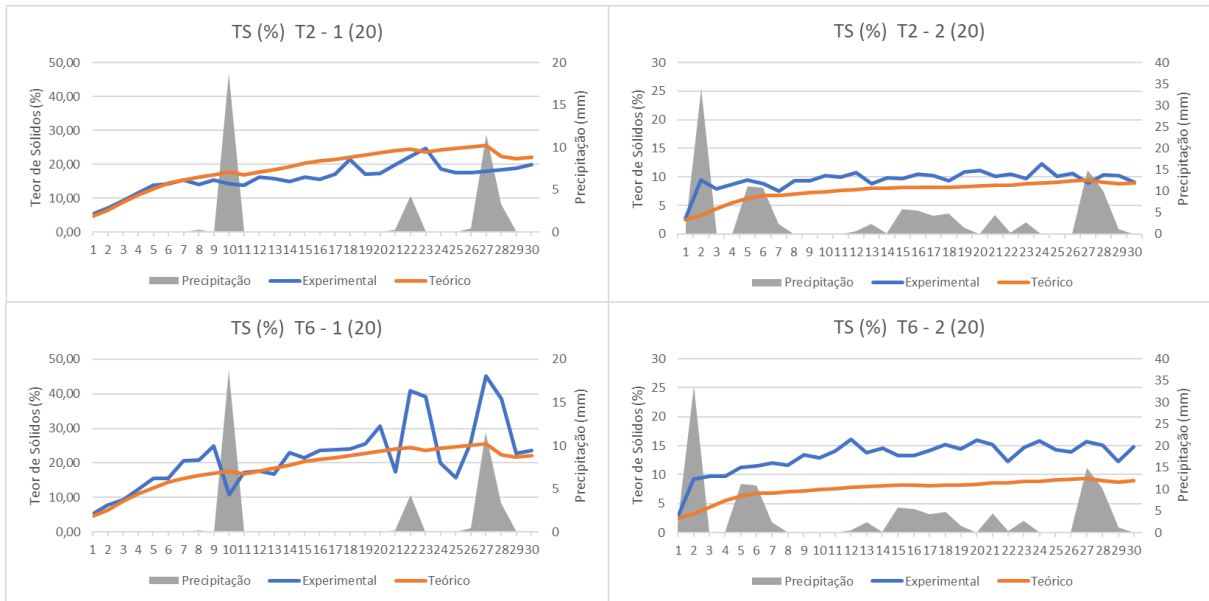 TS (%) T2 - 1 (20)
Teor de Sólidos (%)
50,00
40,00
30,00
20,00
10,00
0,00
20
15
10
5
0
Precipitação (mm)
1 2 3 4 5 6 7 8 9 10 11 12 13 14 15 16 17 18 19 20 21 22 23 24 25 26 27 28 29 30
Precipitação Experimental Teórico
TS (%) T2 - 2 (20)
Teor de Sólidos (%)
30
25
20
15
10
5
0
40
35
30
25
20
15
10
5
0
Precipitação (mm)
1 2 3 4 5 6 7 8 9 10 11 12 13 14 15 16 17 18 19 20 21 22 23 24 25 26 27 28 29 30
Precipitação Experimental Teórico
TS (%) T6 - 1 (20)
Teor de Sólidos (%)
50,00
40,00
30,00
20,00
10,00
0,00
20
15
10
5
0
Precipitação (mm)
1 2 3 4 5 6 7 8 9 10 11 12 13 14 15 16 17 18 19 20 21 22 23 24 25 26 27 28 29 30
Precipitação Experimental Teórico
TS (%) T6 - 2 (20)
Teor de Sólidos (%)
30
25
20
15
10
5
0
40
35
30
25
20
15
10
5
0
Precipitação (mm)
1 2 3 4 5 6 7 8 9 10 11 12 13 14 15 16 17 18 19 20 21 22 23 24 25 26 27 28 29 30
Precipitação Experimental Teórico